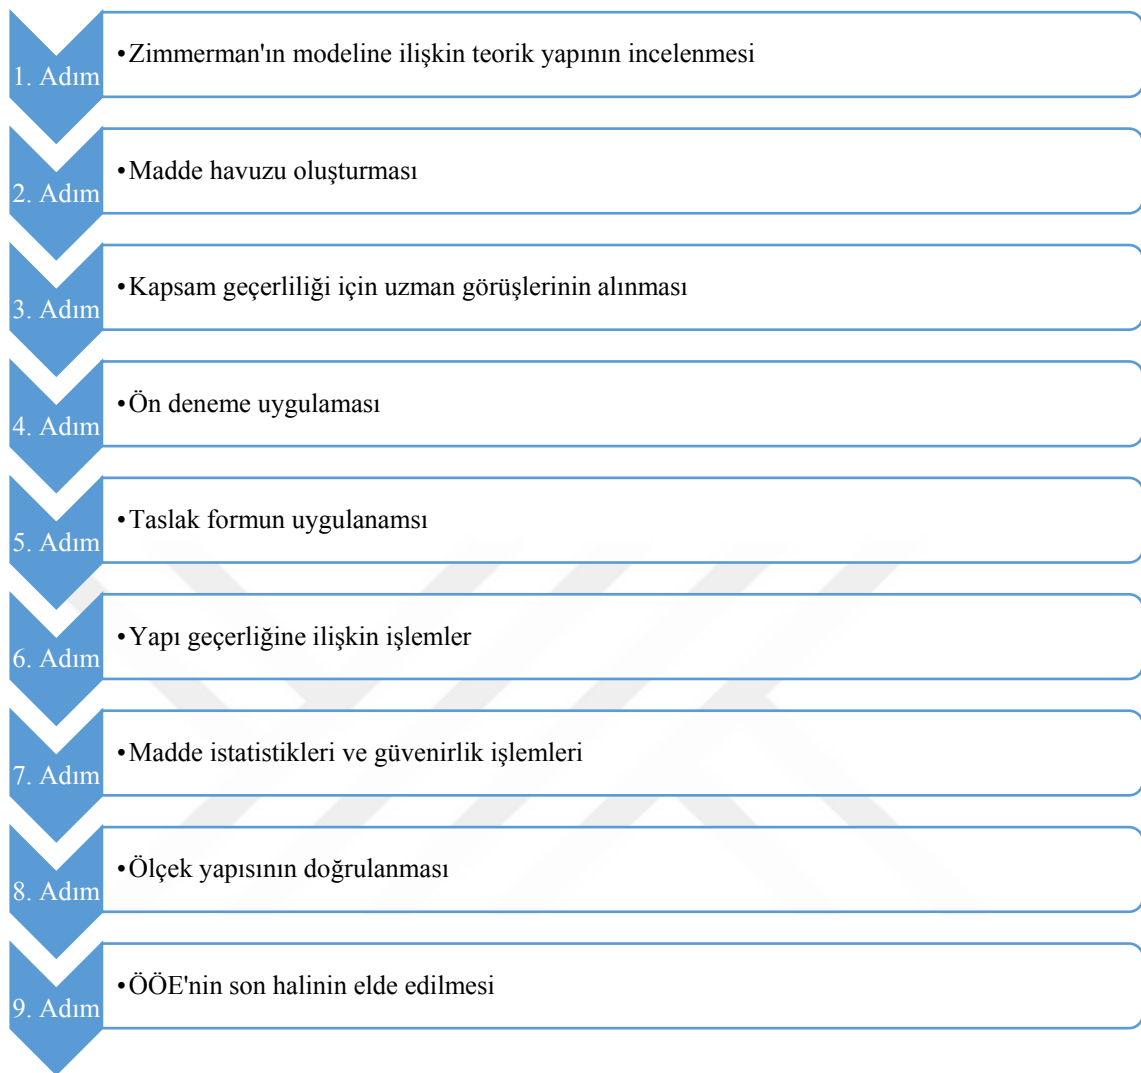 1. Adım
•Zimmerman'ın modeline ilişkin teorik yapının incelenmesi
2. Adım
•Madde havuzu oluşturması
3. Adım
•Kapsam geçerliliği için uzman görüşlerinin alınması
4. Adım
•Ön deneme uygulaması
5. Adım
•Taslak formun uygulanamsı
6. Adım
•Yapı geçerliğine ilişkin işlemler
7. Adım
•Madde istatistikleri ve güvenirlik işlemleri
8. Adım
•Ölçek yapısının doğrulanması
9. Adım
•ÖÖE'nin son halinin elde edilmesi